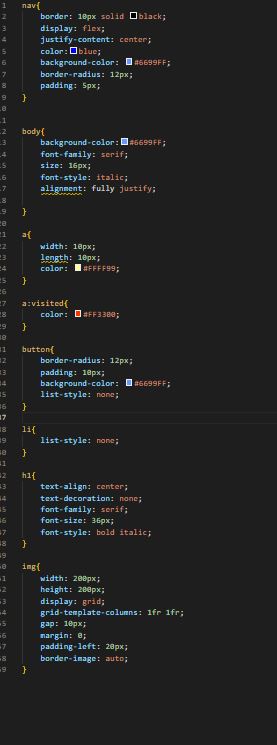 1 nav{
2 border: 10px solid black;
3 display: flex;
4 justify-content: center;
5 color:blue;
6 background-color: #6699FF;
7 border-radius: 12px;
8 padding: 5px;
9 }
10
11
12 body{
13 background-color:#6699FF;
14 font-family: serif;
15 size: 16px;
16 font-style: italic;
17 alignment: fully justify;
18
19 }
20
21 a{
22 width: 10px;
23 length: 10px;
24 color: #FFFF99;
25 }
26
27 a:visited{
28 color: #FF3300;
29 }
30
31 button{
32 border-radius: 12px;
33 padding: 10px;
34 background-color: #6699FF;
35 list-style: none;
36 }
37
38 li{
39 list-style: none;
40 }
41
42 h1{
43 text-align: center;
44 text-decoration: none;
45 font-family: serif;
46 font-size: 36px;
47 font-style: bold italic;
48 }
49
50 img{
51 width: 200px;
52 height: 200px;
53 display: grid;
54 grid-template-columns: 1fr 1fr;
55 gap: 10px;
56 margin: 0;
57 padding-left: 20px;
58 border-image: auto;
59 }